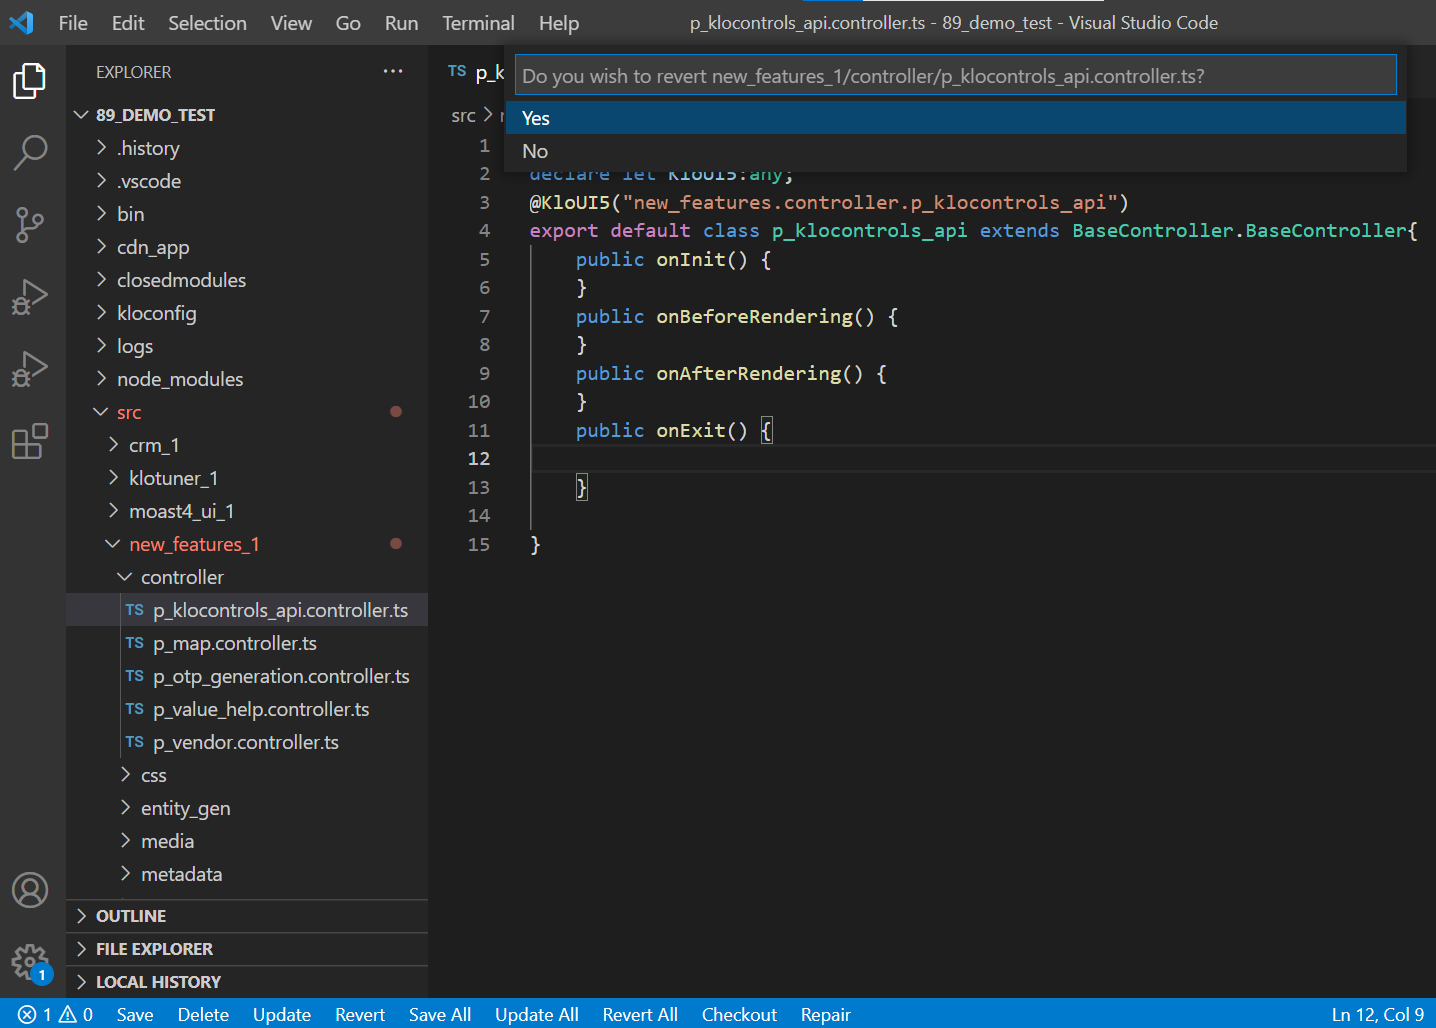 File Edit Selection View Go Run Terminal Help p_klocontrols_api.controller.ts - 89_demo_test - Visual Studio Code
EXPLORER ···
89_DEMO_TEST
.history
.vscode
bin
cdn_app
closedmodules
kloconfig
logs
node_modules
src
crm_1
klotuner_1
moast4_ui_1
new_features_1
controller
TS p_klocontrols_api.controller.ts
TS p_map.controller.ts
TS p_otp_generation.controller.ts
TS p_value_help.controller.ts
TS p_vendor.controller.ts
css
entity_gen
media
metadata
OUTLINE
FILE EXPLORER
LOCAL HISTORY
TS p_k
Do you wish to revert new_features_1/controller/p_klocontrols_api.controller.ts?
Yes
No
src >
1
2 declare let KloUI5:any;
3 @KloUI5("new_features.controller.p_klocontrols_api")
4 export default class p_klocontrols_api extends BaseController.BaseController{
5 public onInit() {
6 }
7 public onBeforeRendering() {
8 }
9 public onAfterRendering() {
10 }
11 public onExit() {
12
13 }
14
15 }
1
1 0 Save Delete Update Revert Save All Update All Revert All Checkout Repair Ln 12, Col 9